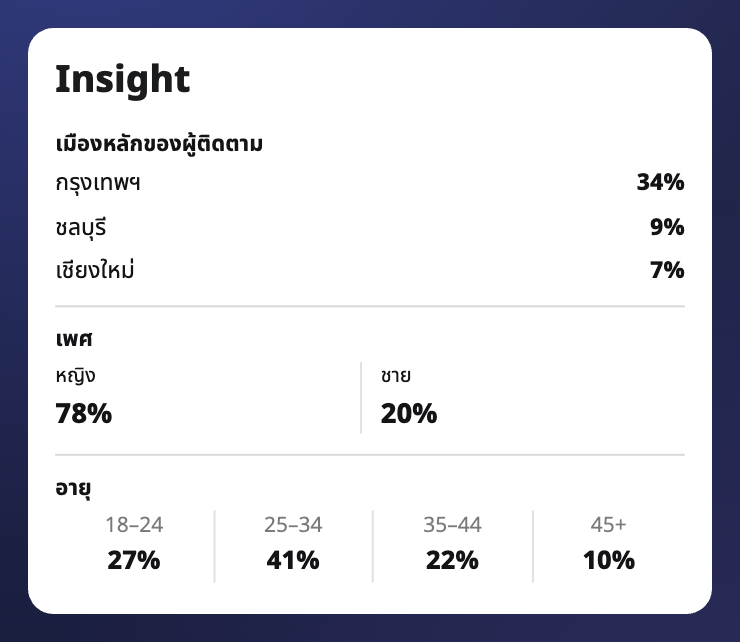 Insight
เมืองหลักของผู้ติดตาม
กรุงเทพฯ 34%
ชลบุรี 9%
เชียงใหม่ 7%
เพศ
หญิง ชาย
78% 20%
อายุ
18–24 25–34 35–44 45+
27% 41% 22% 10%